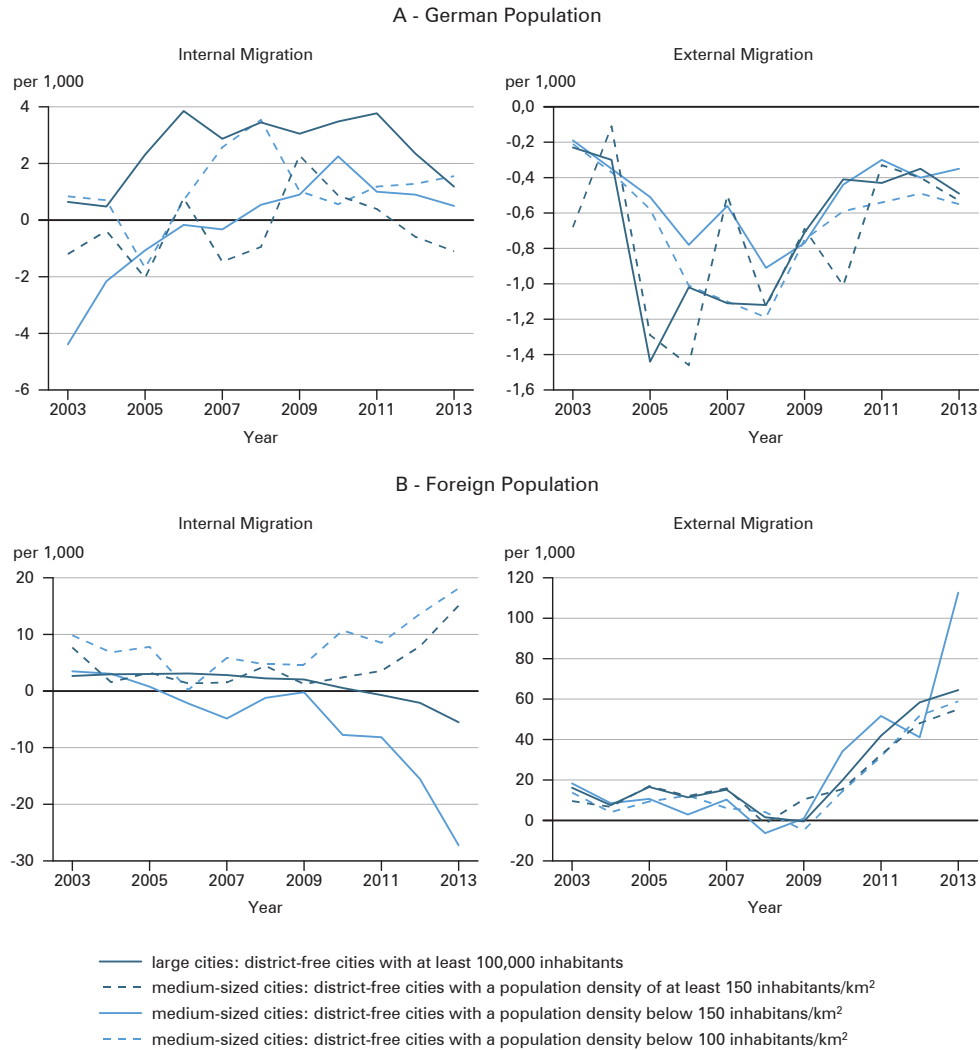 A - German Population
Internal Migration
per 1,000
4
2
0
-2
-4
-6
2003 2005 2007 2009 2011 2013
Year
External Migration
per 1,000
0,0
-0,2
-0,4
-0,6
-0,8
-1,0
-1,2
-1,4
-1,6
2003 2005 2007 2009 2011 2013
Year
B - Foreign Population
Internal Migration
per 1,000
20
10
0
-10
-20
-30
2003 2005 2007 2009 2011 2013
Year
External Migration
per 1,000
120
100
80
60
40
20
0
-20
2003 2005 2007 2009 2011 2013
Year
large cities: district-free cities with at least 100,000 inhabitants
medium-sized cities: district-free cities with a population density of at least 150 inhabitants/km²
medium-sized cities: district-free cities with a population density below 150 inhabitans/km²
medium-sized cities: district-free cities with a population density below 100 inhabitants/km²